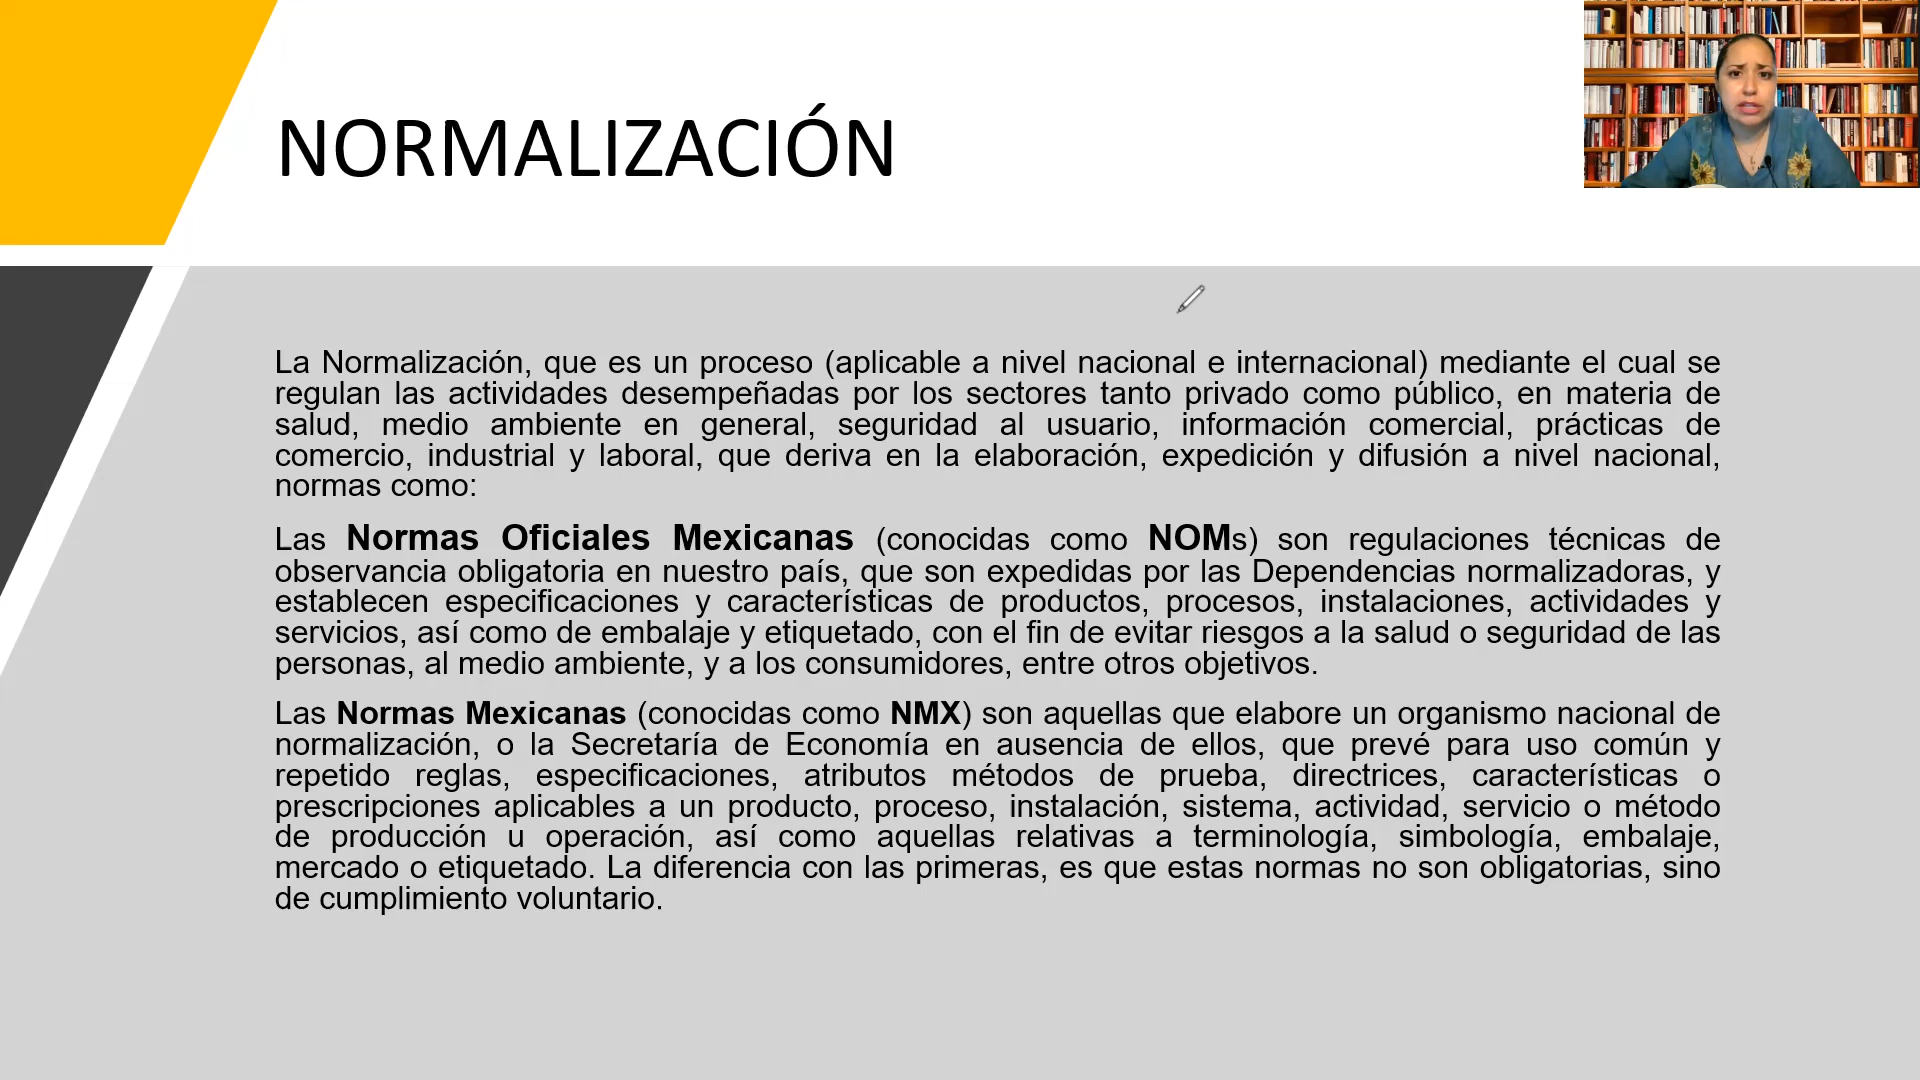 NORMALIZACIÓN
La Normalización, que es un proceso (aplicable a nivel nacional e internacional) mediante el cual se
regulan las actividades desempeñadas por los sectores tanto privado como público, en materia de
salud, medio ambiente en general, seguridad al usuario, información comercial, prácticas de
comercio, industrial y laboral, que deriva en la elaboración, expedición y difusión a nivel nacional,
normas como:
Las Normas Oficiales Mexicanas (conocidas como NOMs) son regulaciones técnicas de
observancia obligatoria en nuestro país, que son expedidas por las Dependencias normalizadoras, y
establecen especificaciones y características de productos, procesos, instalaciones, actividades y
servicios, así como de embalaje y etiquetado, con el fin de evitar riesgos a la salud o seguridad de las
personas, al medio ambiente, y a los consumidores, entre otros objetivos.
Las Normas Mexicanas (conocidas como NMX) son aquellas que elabore un organismo nacional de
normalización, o la Secretaría de Economía en ausencia de ellos, que prevé para uso común y
repetido reglas, especificaciones, atributos métodos de prueba, directrices, características o
prescripciones aplicables a un producto, proceso, instalación, sistema, actividad, servicio o método
de producción u operación, así como aquellas relativas a terminología, simbología, embalaje,
mercado o etiquetado. La diferencia con las primeras, es que estas normas no son obligatorias, sino
de cumplimiento voluntario.